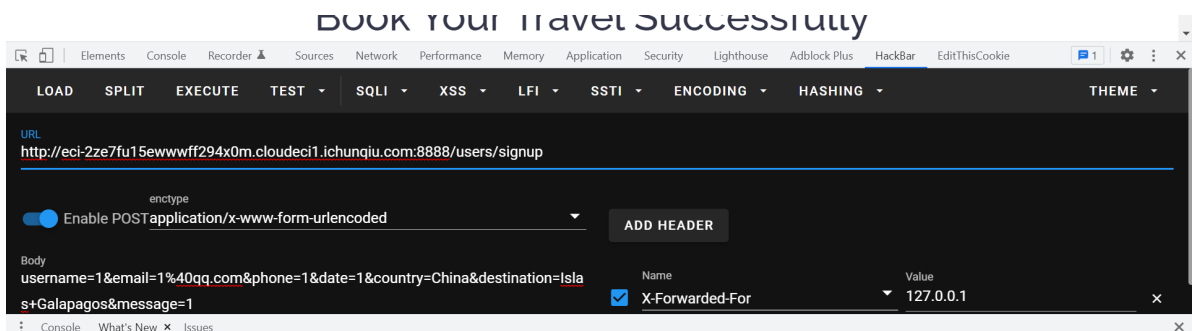 Book Your Travel Successfully
Elements Console Recorder Sources Network Performance Memory Application Security Lighthouse Adblock Plus HackBar EditThisCookie 1
LOAD SPLIT EXECUTE TEST SQLI XSS LFI SSTI ENCODING HASHING THEME
URL
http://eci-2ze7fu15ewwwff294x0m.cloudeci1.ichunqiu.com:8888/users/signup
enctype
Enable POST application/x-www-form-urlencoded
ADD HEADER
Body
username=1&email=1%40qq.com&phone=1&date=1&country=China&destination=Isla
s+Galapagos&message=1
Name Value
X-Forwarded-For 127.0.0.1
Console What's New Issues